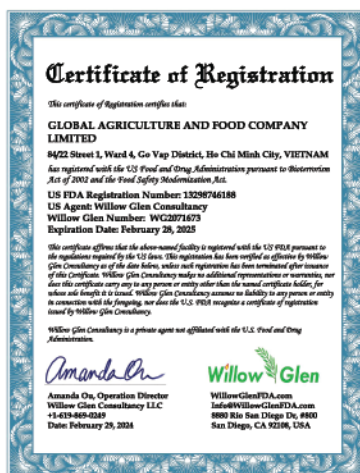 Certificate of Registration
This certificate of Registration certifies that:
GLOBAL AGRICULTURE AND FOOD COMPANY
LIMITED
84/22 Street 1, Ward 4, Go Vap District, Ho Chi Minh City, VIETNAM
has registered with the US Food and Drug Administration pursuant to Bioterrorism
Act of 2002 and the Food Safety Modernization
Act.
US FDA Registration Number: 13298746188
US Agent: Willow Glen Consultancy
Willow Glen Number: WG2071673
Expiration Date: February 28, 2025
This certificate affirms that the above-named facility is registered with the US FDA pursuant to
the regulations required by the US laws. This registration has been verified as effective by Willow
Glen Consultancy as of the date below, unless such registration has been terminated after issuance
of this Certificate. Willow Glen Consultancy makes no additional representations or warranties, nor
does this certificate carry any to any person or entity other than the named certificate holder, for
whose sole benefit it is issued. Willow Glen Consultancy assumes no liability to any person or entity
in connection with the foregoing, nor does the U.S. FDA recognize a certificate of registration
issued by Willow Glen Consultancy.
Willow Glen Consultancy is a private agent not affiliated with the U.S. Food and Drug
Administration.
Amanda Ou
Willow Glen
Amanda Ou, Operation Director
Willow Glen Consultancy LLC
+1-619-869-0249
Date: February 29, 2024
WillowGlenFDA.com
Info@WillowGlenFDA.com
8880 Rio San Diego Dr, #800
San Diego, CA 92108, USA